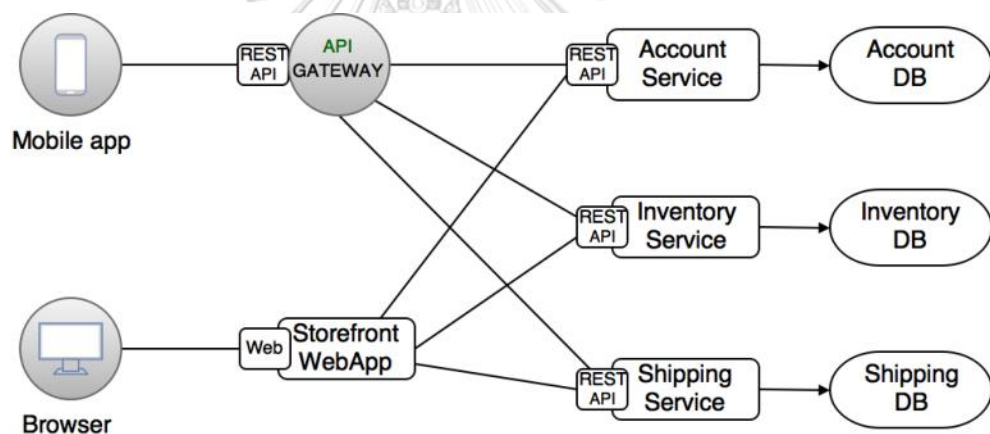 Mobile app
REST
API
API
GATEWAY
REST
API
Account
Service
Account
DB
REST
API
Inventory
Service
Inventory
DB
Browser
Web
Storefront
WebApp
REST
API
Shipping
Service
Shipping
DB